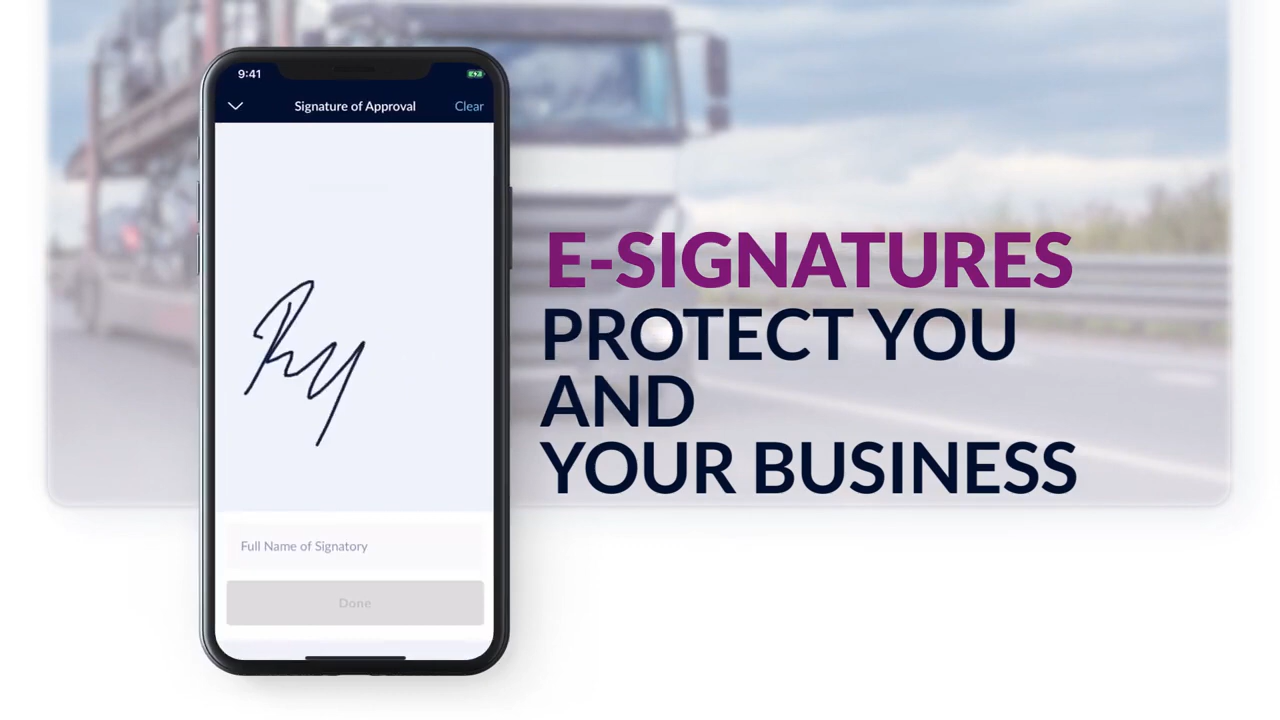 9:41
Signature of Approval
Clear
E-SIGNATURES
PROTECT YOU
AND
YOUR BUSINESS
Full Name of Signatory
Done